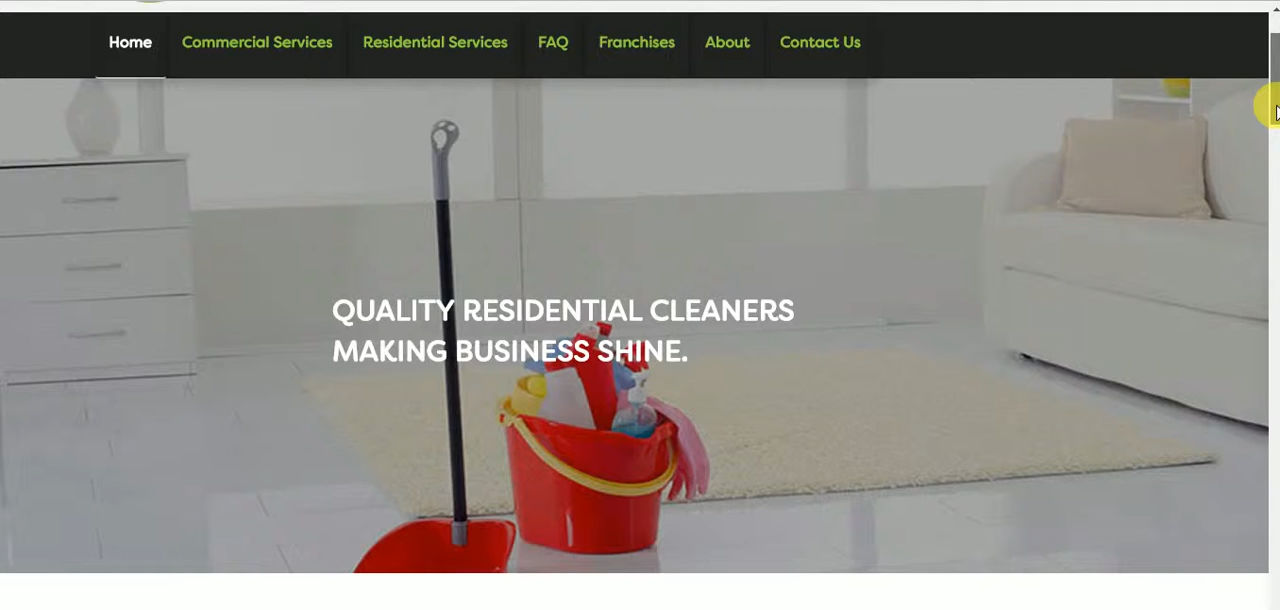 Home Commercial Services Residential Services FAQ Franchises About Contact Us
QUALITY RESIDENTIAL CLEANERS
MAKING BUSINESS SHINE.